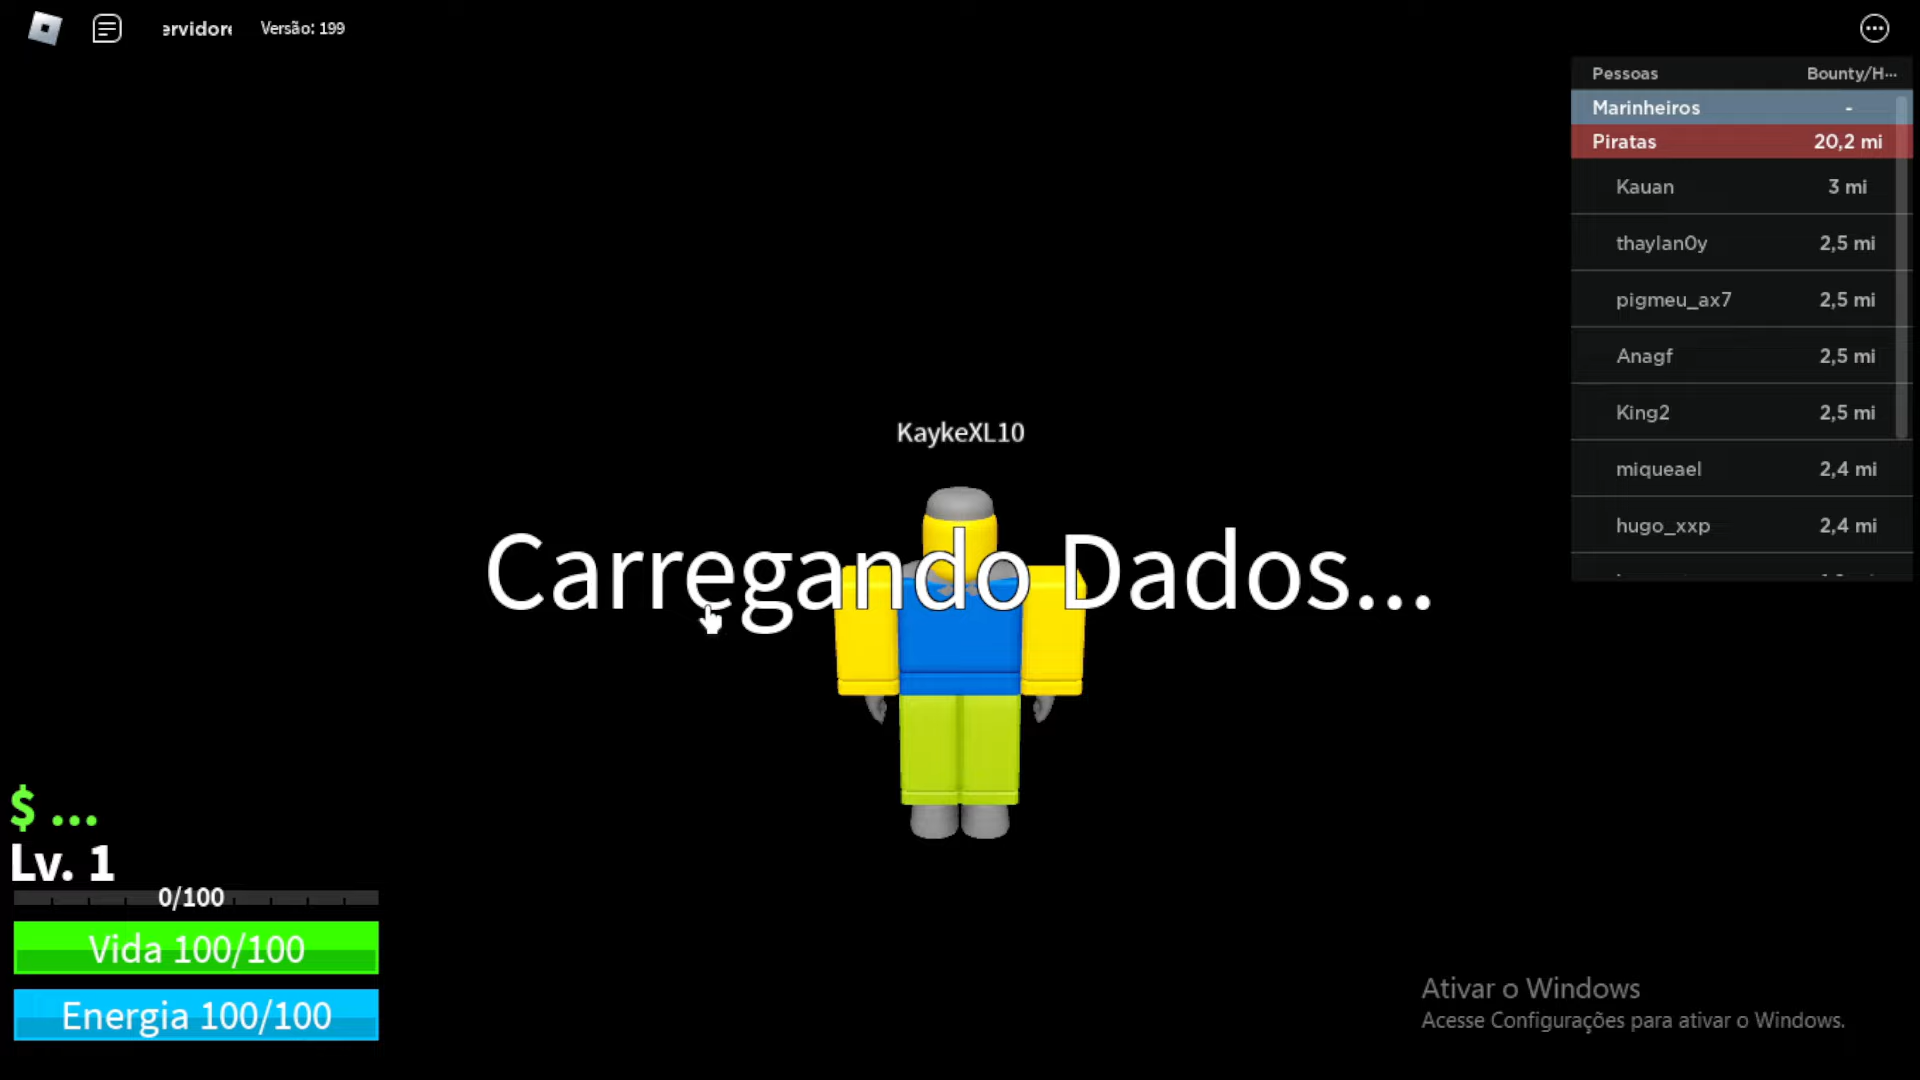 ervidore
Versão: 199
Pessoas Bounty/H...
Marinheiros -
Piratas 20,2 mi
Kauan 3 mi
thaylan0y 2,5 mi
pigmeu_ax7 2,5 mi
Anagf 2,5 mi
King2 2,5 mi
miqueael 2,4 mi
hugo_xxp 2,4 mi
KaykeXL10
Carregando Dados...
$ ...
Lv. 1
0/100
Vida 100/100
Energia 100/100
Ativar o Windows
Acesse Configurações para ativar o Windows.